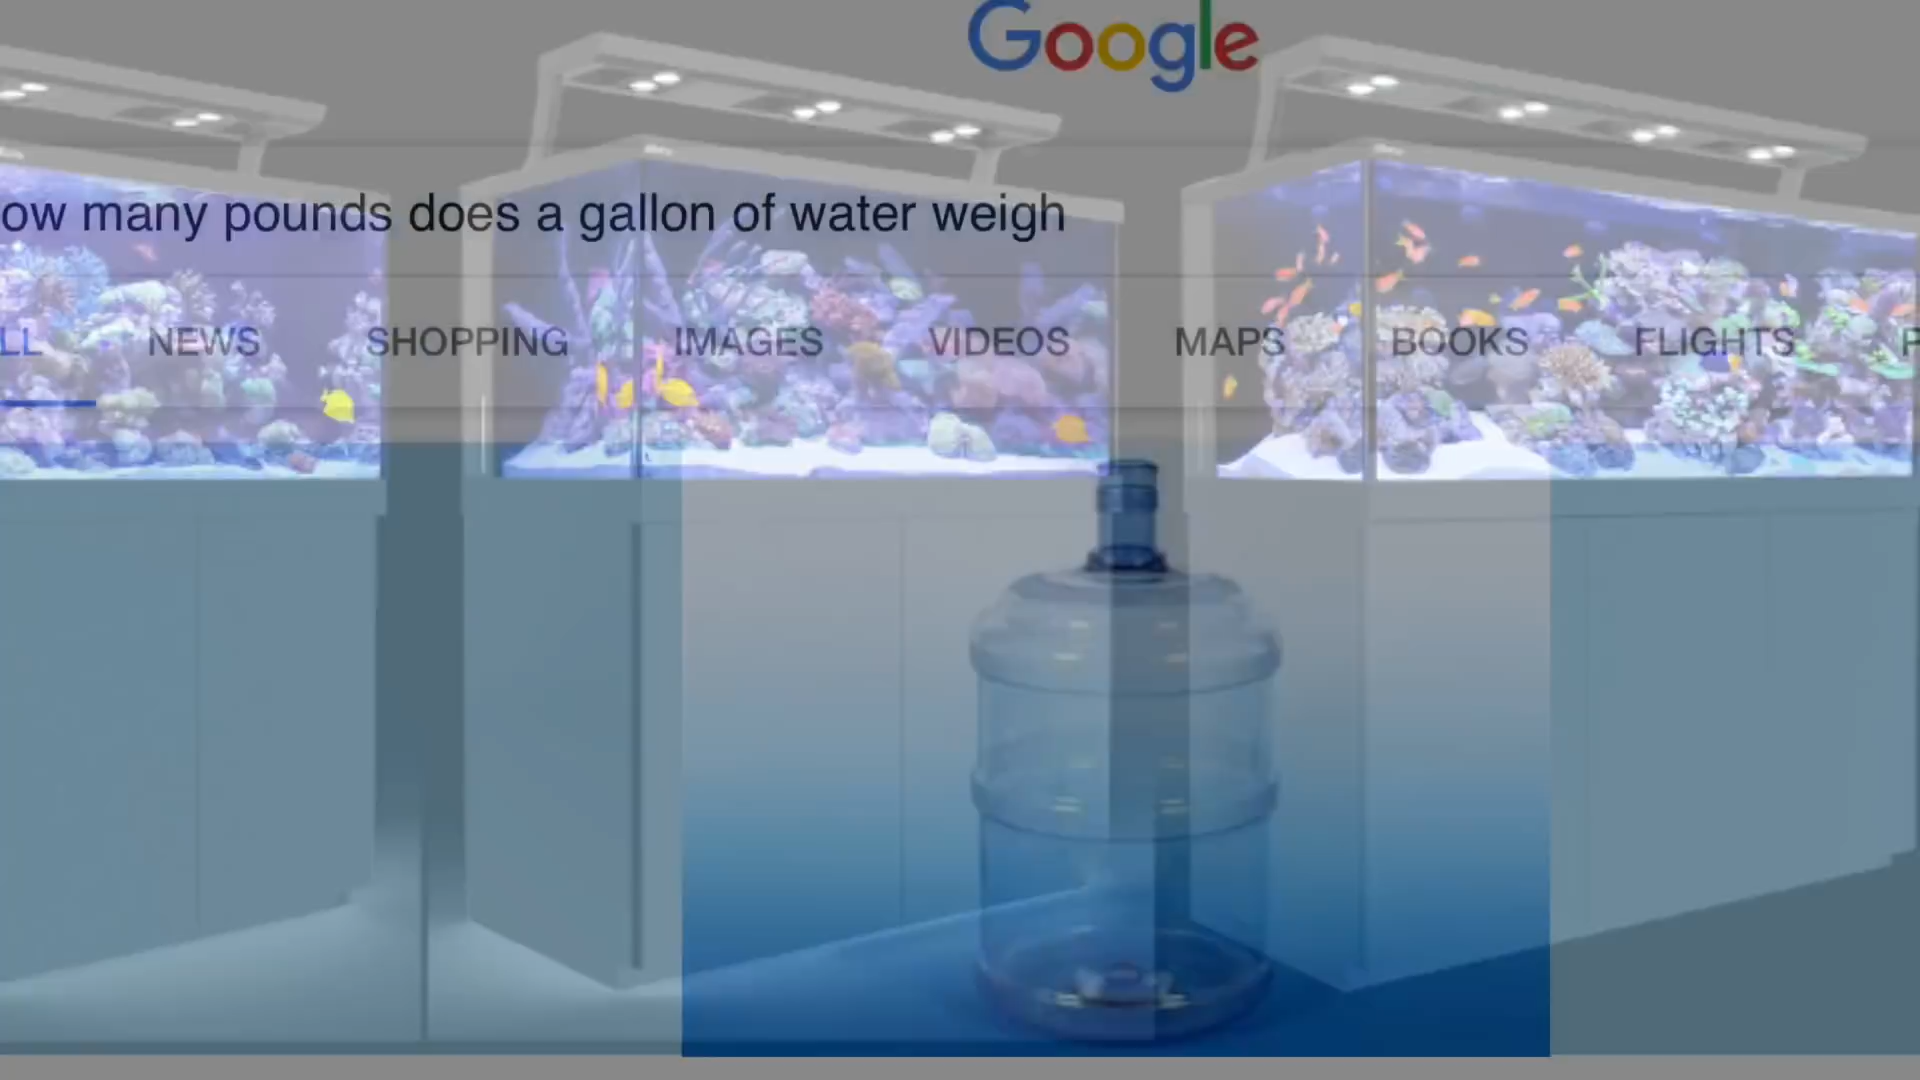 Google
ow many pounds does a gallon of water weigh
LL NEWS SHOPPING IMAGES VIDEOS MAPS BOOKS FLIGHTS P